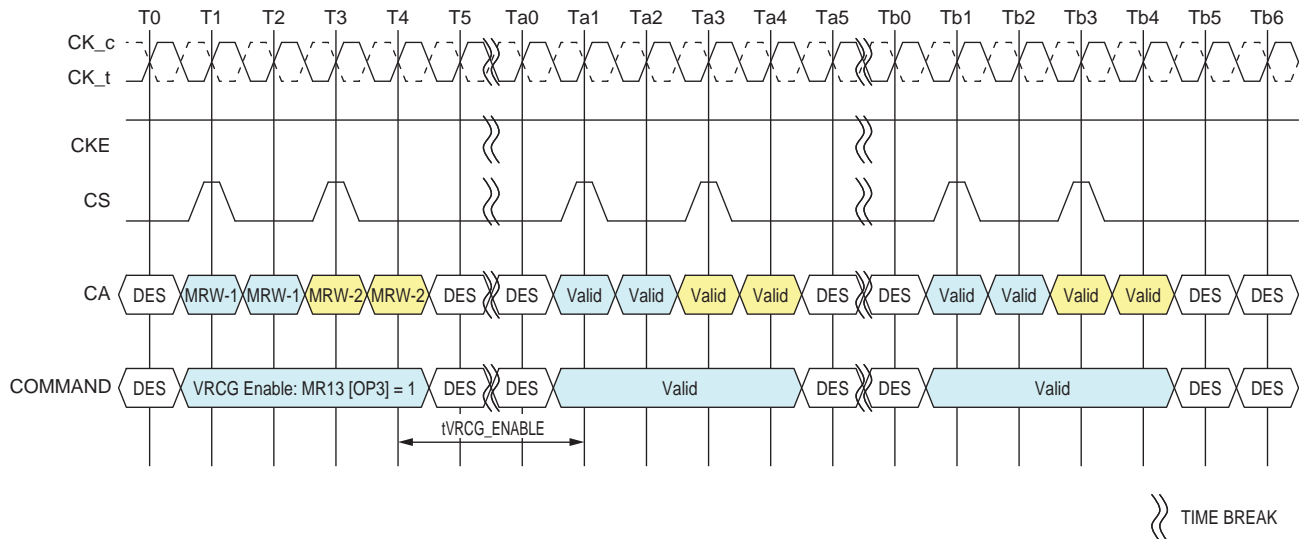 T0 T1 T2 T3 T4 T5 Ta0 Ta1 Ta2 Ta3 Ta4 Ta5 Tb0 Tb1 Tb2 Tb3 Tb4 Tb5 Tb6
CK_c
CK_t
CKE
CS
CA DES MRW-1 MRW-1 MRW-2 MRW-2 DES DES Valid Valid Valid Valid DES DES Valid Valid Valid Valid DES DES
COMMAND DES VRCG Enable: MR13 [OP3] = 1 DES DES Valid DES DES Valid DES DES
tVRCG_ENABLE
TIME BREAK